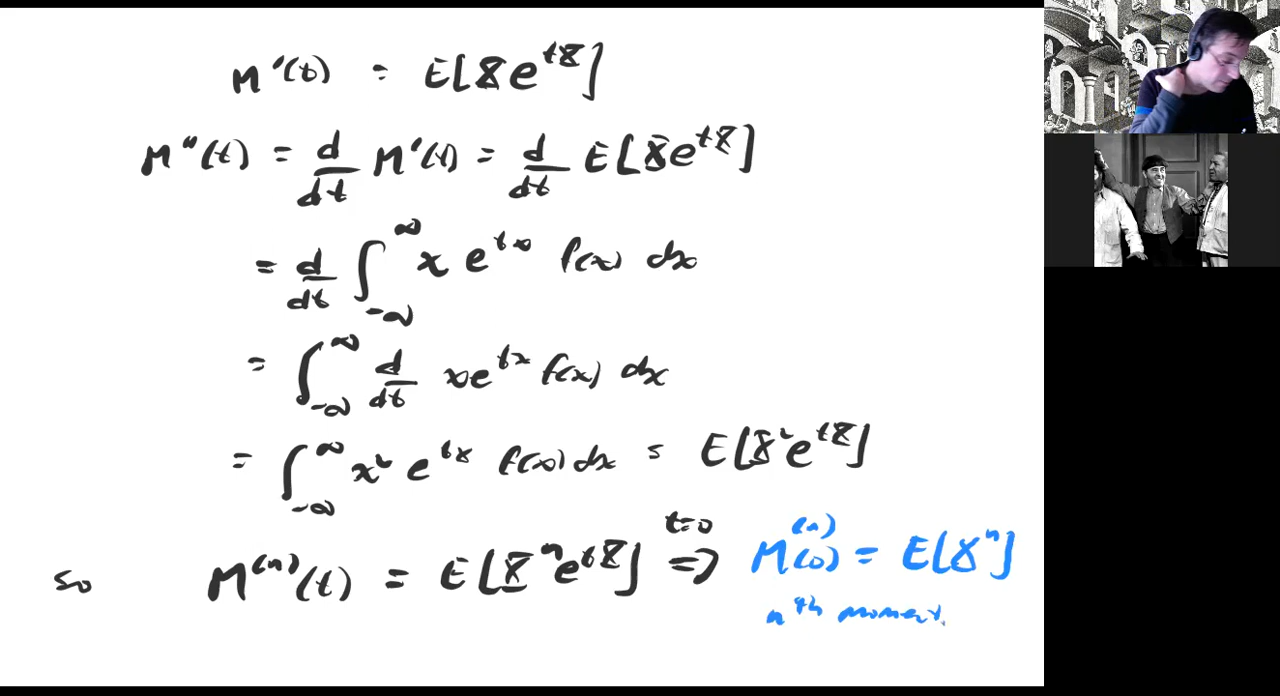 M'(t) = E[Xe^{tX}]
M''(t) = d/dt M'(t) = d/dt E[Xe^{tX}]
= d/dt ∫_{-∞}^{∞} x e^{tx} f(x) dx
= ∫_{-∞}^{∞} d/dt xe^{tx} f(x) dx
= ∫_{-∞}^{∞} x² e^{tx} f(x) dx = E[X²e^{tX}]
so M^{(n)}(t) = E[X^n e^{tX}] ⇒^{t=0} M^{(n)}(0) = E[X^n]
nth moment.